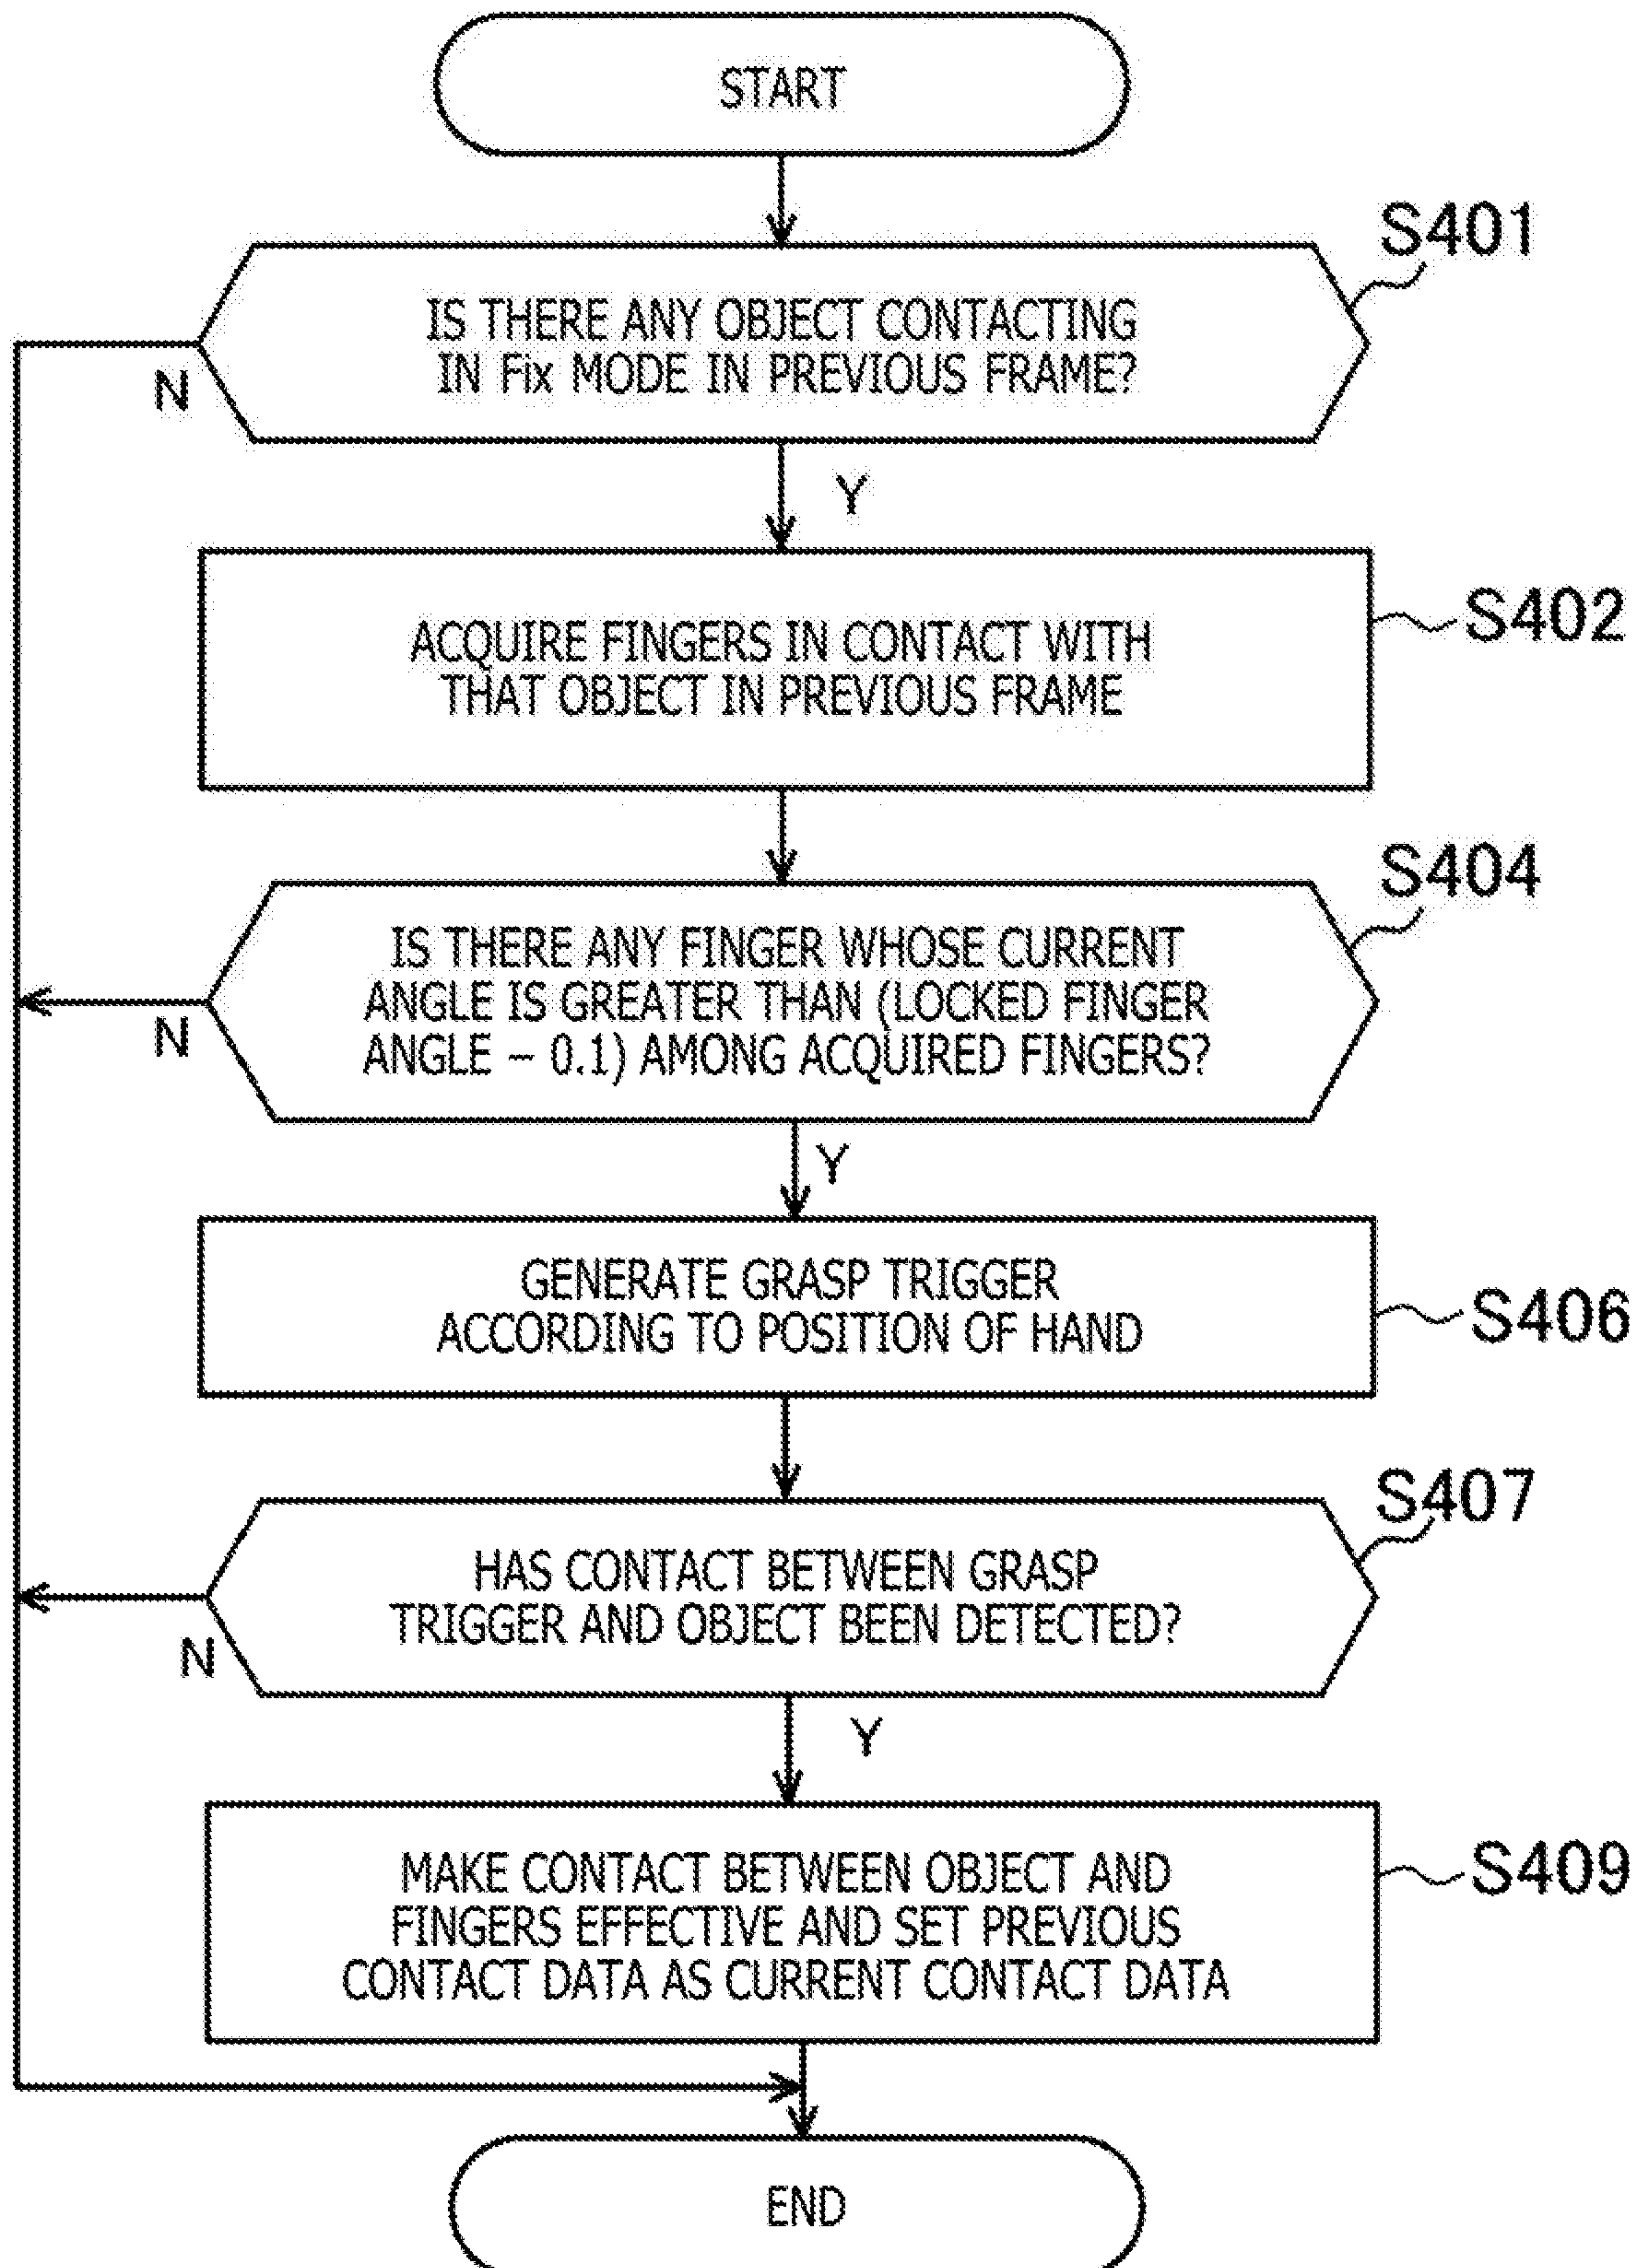 START
S401
IS THERE ANY OBJECT CONTACTING
IN Fix MODE IN PREVIOUS FRAME?
N
Y
S402
ACQUIRE FINGERS IN CONTACT WITH
THAT OBJECT IN PREVIOUS FRAME
S404
IS THERE ANY FINGER WHOSE CURRENT
ANGLE IS GREATER THAN (LOCKED FINGER
ANGLE – 0.1) AMONG ACQUIRED FINGERS?
N
Y
GENERATE GRASP TRIGGER
ACCORDING TO POSITION OF HAND
S406
S407
HAS CONTACT BETWEEN GRASP
TRIGGER AND OBJECT BEEN DETECTED?
N
Y
MAKE CONTACT BETWEEN OBJECT AND
FINGERS EFFECTIVE AND SET PREVIOUS
CONTACT DATA AS CURRENT CONTACT DATA
S409
END